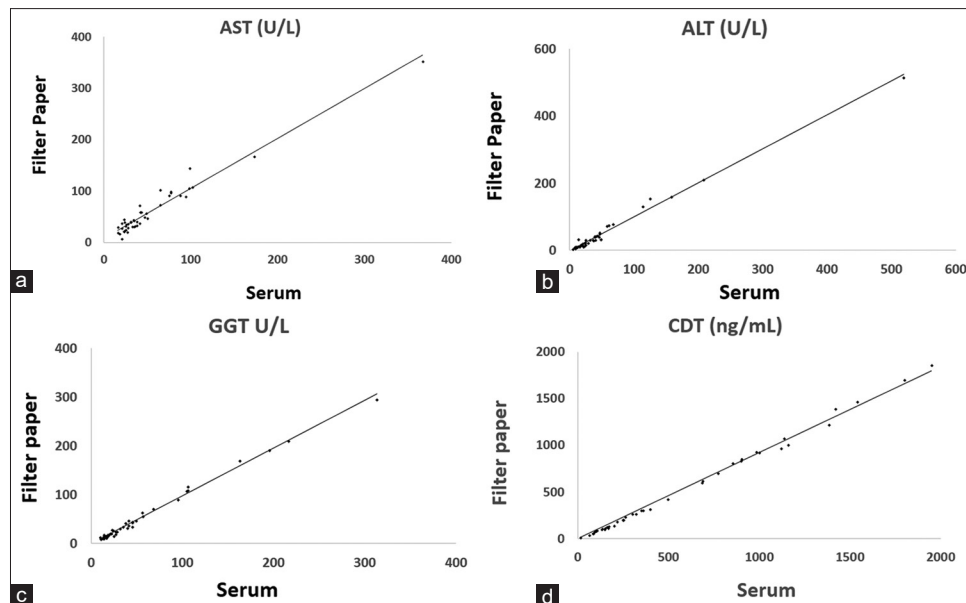 AST (U/L)
400
300
200
100
0
Filter Paper
0
100
200
300
400
Serum
a
ALT (U/L)
600
400
200
0
Filter Paper
0
100
200
300
400
500
600
Serum
b
GGT U/L
400
300
200
100
0
Filter paper
0
100
200
300
400
Serum
c
CDT (ng/mL)
2000
1500
1000
500
0
Filter paper
0
500
1000
1500
2000
Serum
d